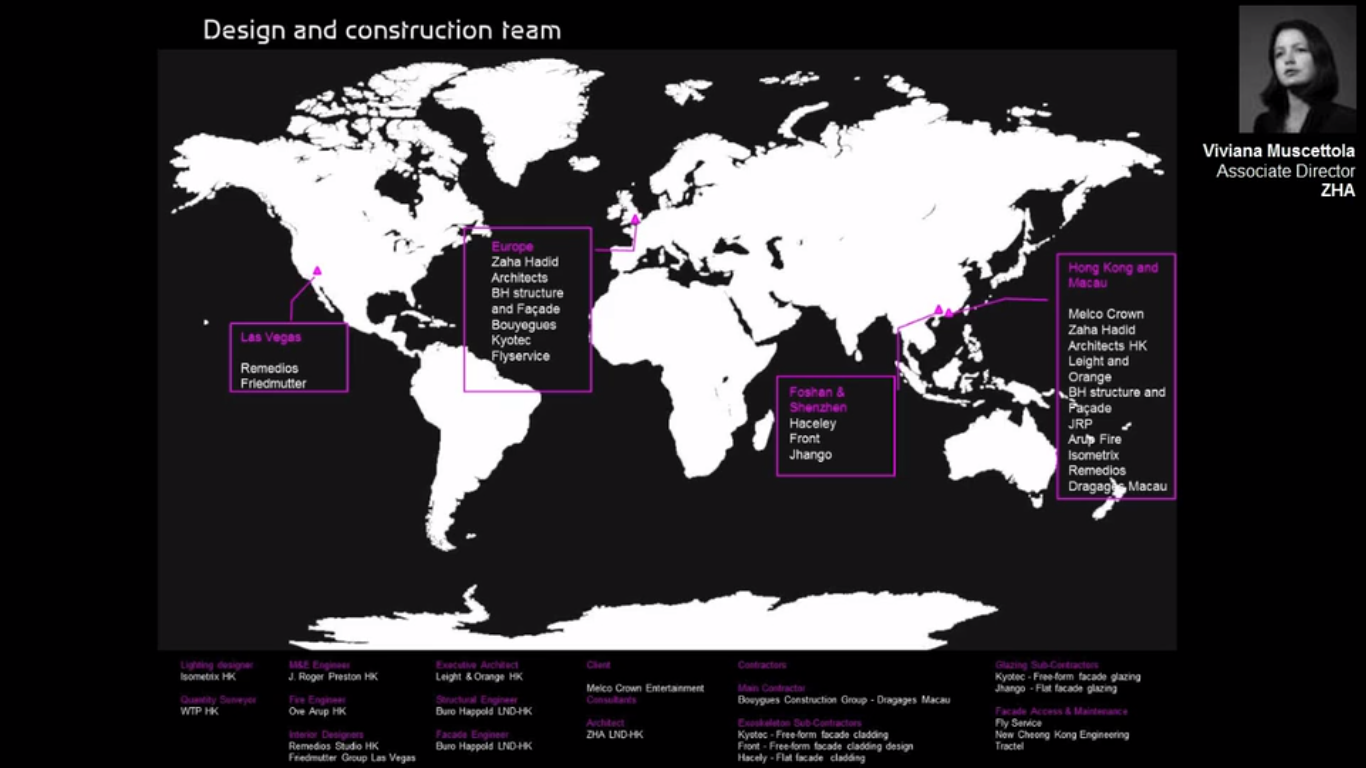 Design and construction team
Viviana Muscettola
Associate Director
ZHA
Las Vegas
Remedios
Friedmutter
Europe
Zaha Hadid
Architects
BH structure
and Façade
Bouyegues
Kyotec
Flyservice
Foshan &
Shenzhen
Haceley
Front
Jhango
Hong Kong and
Macau
Melco Crown
Zaha Hadid
Architects HK
Leight and
Orange
BH structure and
Façade
JRP
Arup Fire
Isometrix
Remedios
Dragages Macau
Lighting designer
Isometrix HK
Quantity Surveyor
WTP HK
M&E Engineer
J. Roger Preston HK
Fire Engineer
Ove Arup HK
Interior Designers
Remedios Studio HK
Friedmutter Group Las Vegas
Executive Architect
Leight & Orange HK
Structural Engineer
Buro Happold LND-HK
Facade Engineer
Buro Happold LND-HK
Client
Melco Crown Entertainment
Consultants
Architect
ZHA LND-HK
Contractors
Main Contractor
Bouygues Construction Group - Dragages Macau
Exoskeleton Sub Contractors
Kyotec - Free-form facade cladding
Front - Free-form facade cladding design
Hacely - Flat facade cladding
Glazing Sub-Contractors
Kyotec - Free-form facade glazing
Jhango - Flat facade glazing
Facade Access & Maintenance
Fly Service
New Cheong Kong Engineering
Tractel